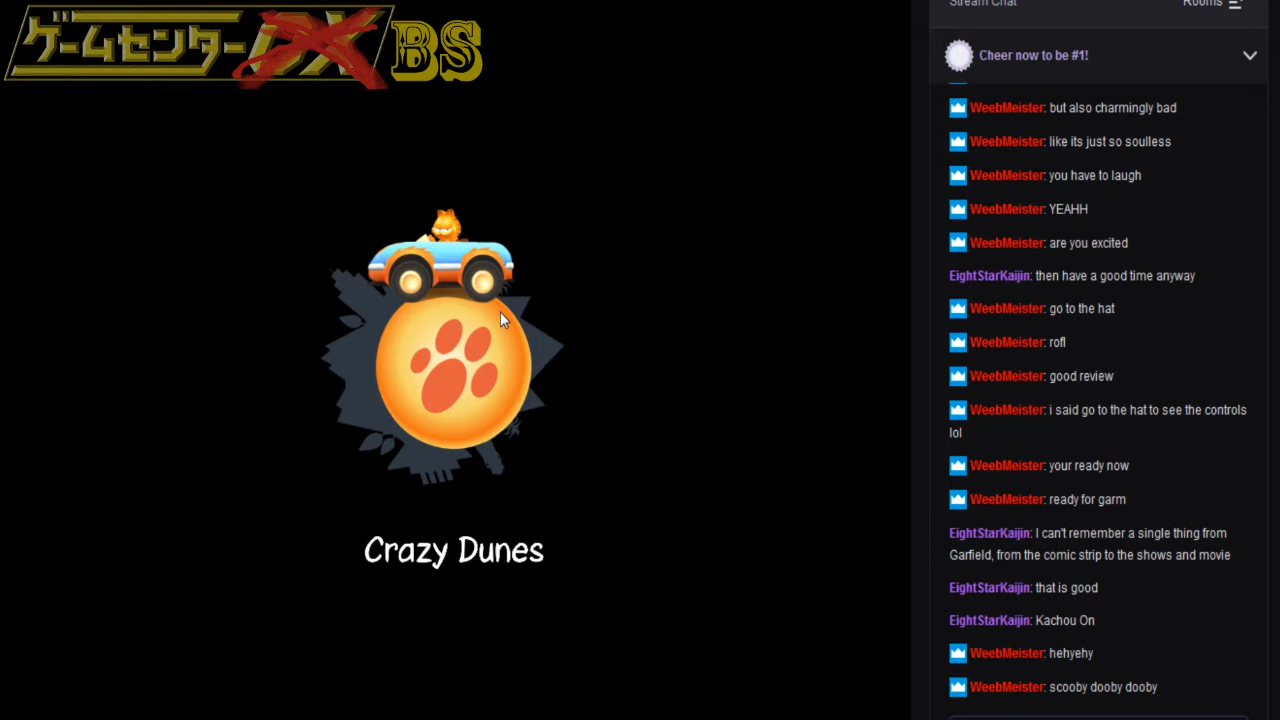 ゲームセンターDX BS
Crazy Dunes
Stream Chat
Rooms
Cheer now to be #1!
WeebMeister: but also charmingly bad
WeebMeister: like its just so soulless
WeebMeister: you have to laugh
WeebMeister: YEAHH
WeebMeister: are you excited
EightStarKaijin: then have a good time anyway
WeebMeister: go to the hat
WeebMeister: rofl
WeebMeister: good review
WeebMeister: i said go to the hat to see the controls
lol
WeebMeister: your ready now
WeebMeister: ready for garm
EightStarKaijin: I can't remember a single thing from
Garfield, from the comic strip to the shows and movie
EightStarKaijin: that is good
EightStarKaijin: Kachou On
WeebMeister: hehyehy
WeebMeister: scooby dooby dooby